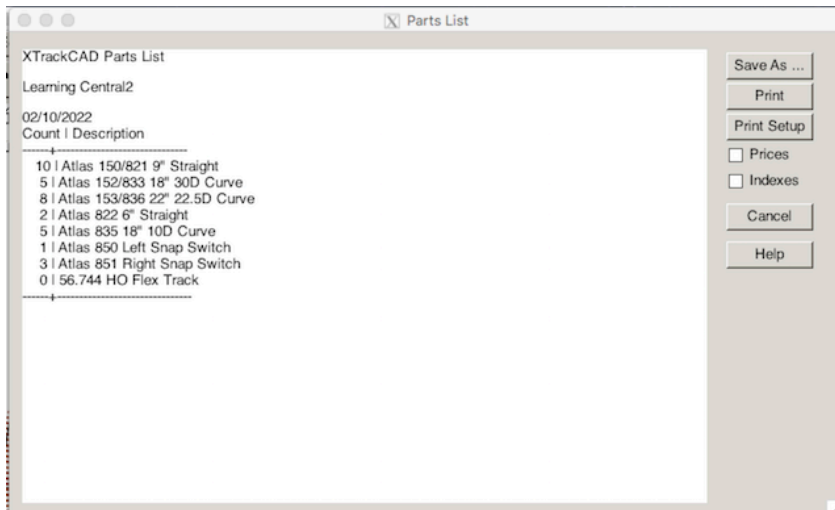 Parts List
XTrackCAD Parts List
Learning Central2
02/10/2022
Count | Description
------+------------------------------
10 | Atlas 150/821 9" Straight
5 | Atlas 152/833 18" 30D Curve
8 | Atlas 153/836 22" 22.5D Curve
2 | Atlas 822 6" Straight
5 | Atlas 835 18" 10D Curve
1 | Atlas 850 Left Snap Switch
3 | Atlas 851 Right Snap Switch
0 | 56.744 HO Flex Track
------+-------------------------------
Save As ...
Print
Print Setup
Prices
Indexes
Cancel
Help